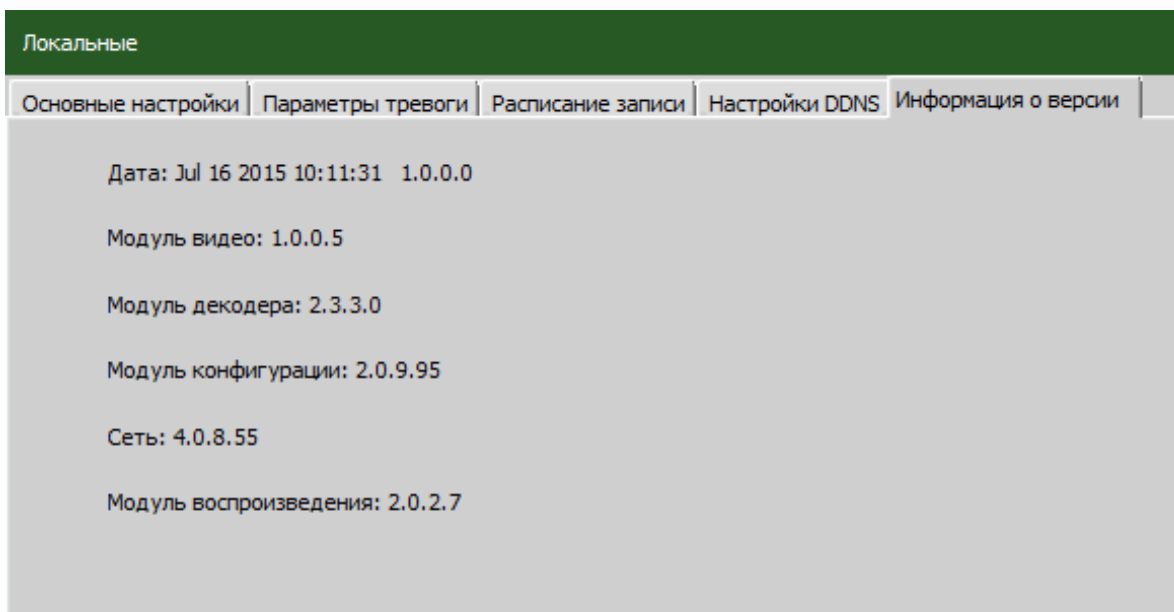 Локальные
Основные настройки Параметры тревоги Расписание записи Настройки DDNS Информация о версии
Дата: Jul 16 2015 10:11:31 1.0.0.0
Модуль видео: 1.0.0.5
Модуль декодера: 2.3.3.0
Модуль конфигурации: 2.0.9.95
Сеть: 4.0.8.55
Модуль воспроизведения: 2.0.2.7